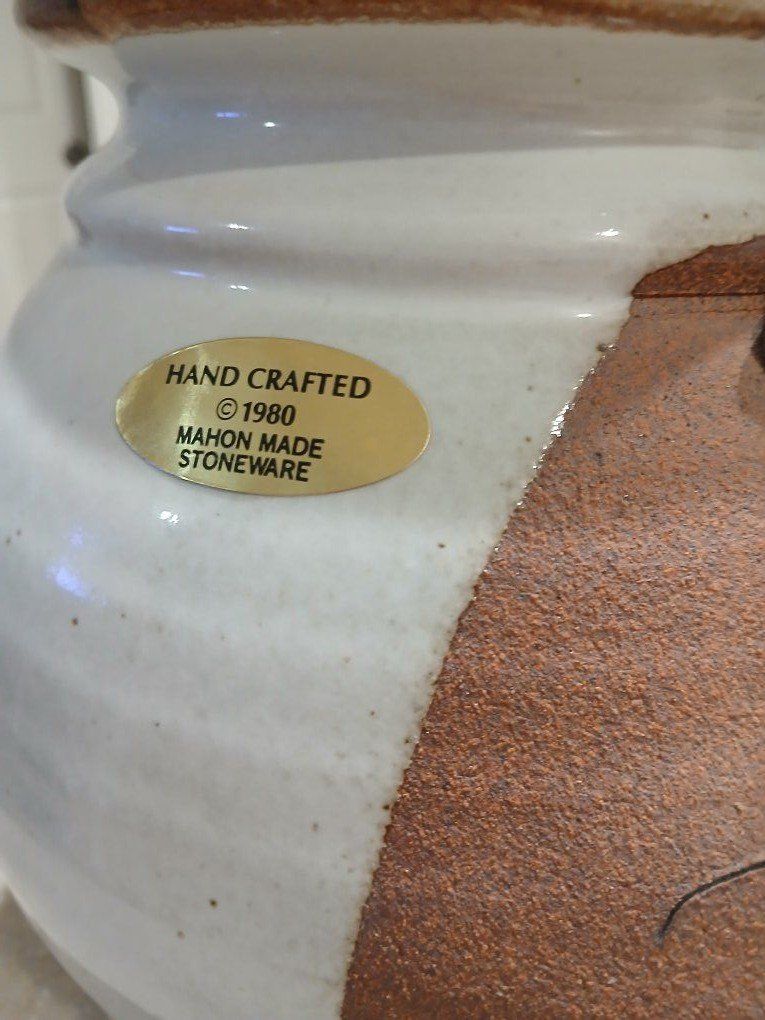 HAND CRAFTED
© 1980
MAHON MADE
STONEWARE